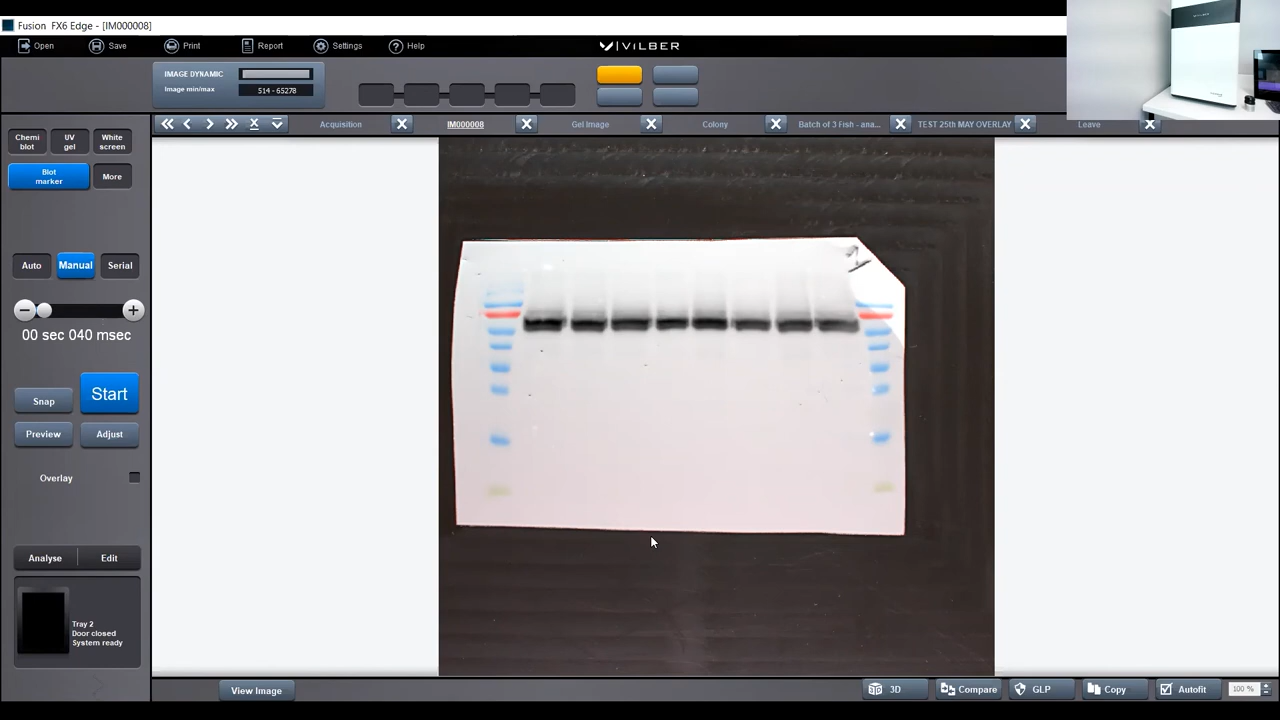 Fusion FX6 Edge - [IM000008]
Open Save Print Report Settings Help VILBER
IMAGE DYNAMIC
Image min/max 514 - 65278
Acquisition IM000008 Gel Image Colony Batch of 3 Fish - ana... TEST 25th MAY OVERLAY Leave
Chemi blot
UV gel
White screen
Blot marker
More
Auto Manual Serial
00 sec 040 msec
Snap Start
Preview Adjust
Overlay
Analyse Edit
Tray 2
Door closed
System ready
View Image 3D Compare GLP Copy Autofit 100 %